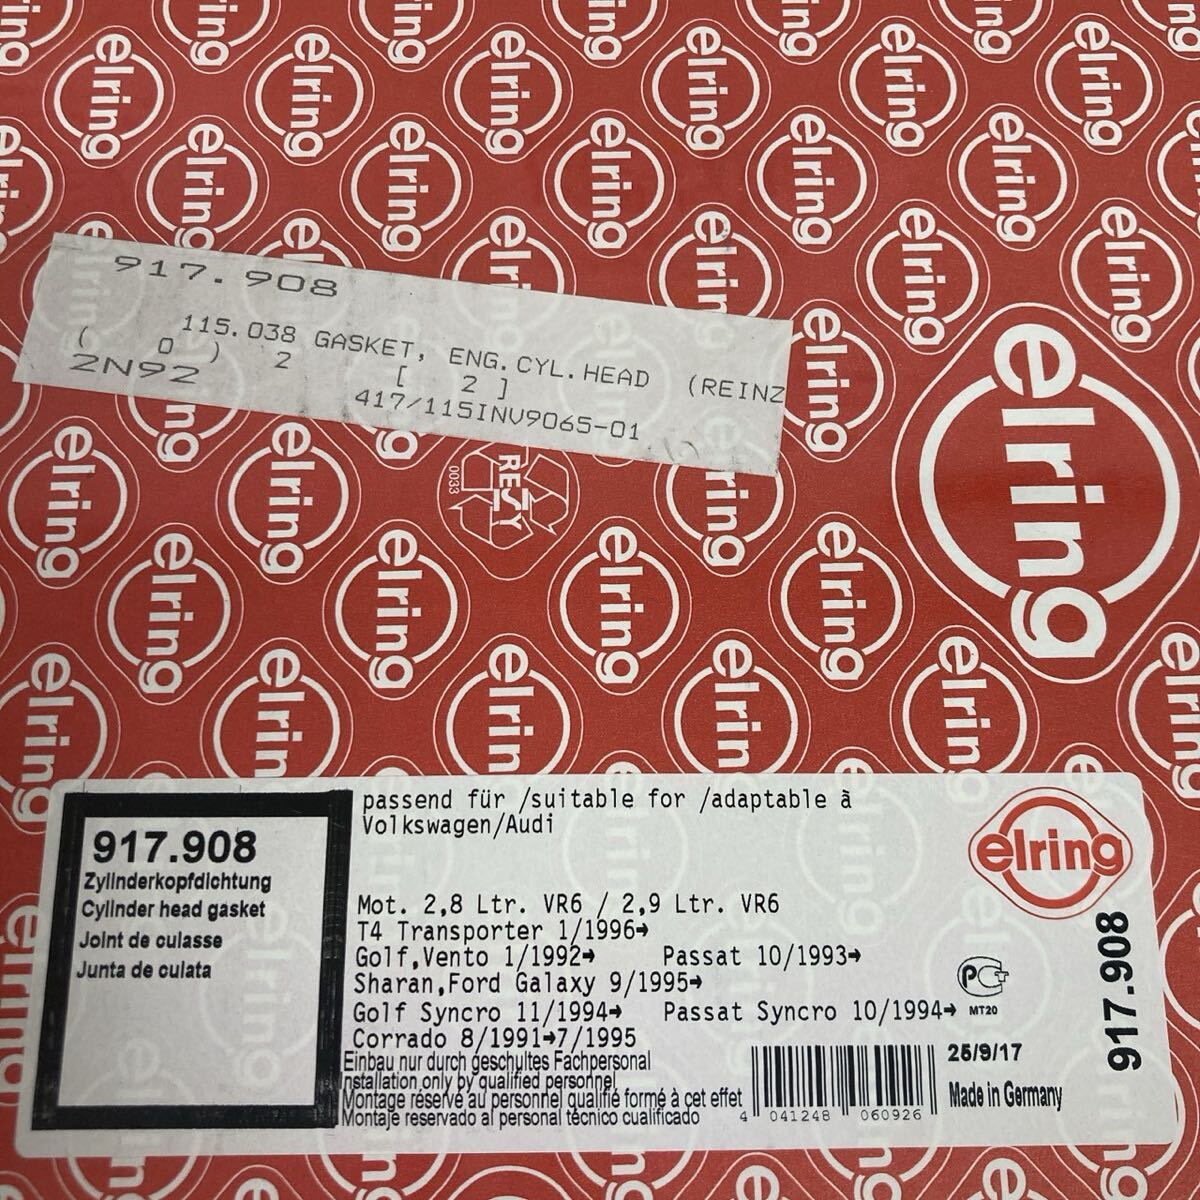 917.908
115.038 GASKET, ENG.CYL.HEAD (REINZ
( 0 ) 2 [ 2 ]
2N92 417/115INV9065-01
RESY
0033
elring
passend für /suitable for /adaptable à
Volkswagen/Audi
elring
917.908
Zylinderkopfdichtung
Cylinder head gasket
Joint de culasse
Junta de culata
Mot. 2,8 Ltr. VR6 / 2,9 Ltr. VR6
T4 Transporter 1/1996→
Golf,Vento 1/1992→ Passat 10/1993→
Sharan,Ford Galaxy 9/1995→
Golf Syncro 11/1994→ Passat Syncro 10/1994→
Corrado 8/1991→7/1995
Einbau nur durch geschultes Fachpersonal
Installation only by qualified personnel
Montage réservé au personnel qualifié formé à cet effet
Montaje reservado al personal técnico cualificado
4 041248 060926
MT20
25/9/17
Made in Germany
917.908